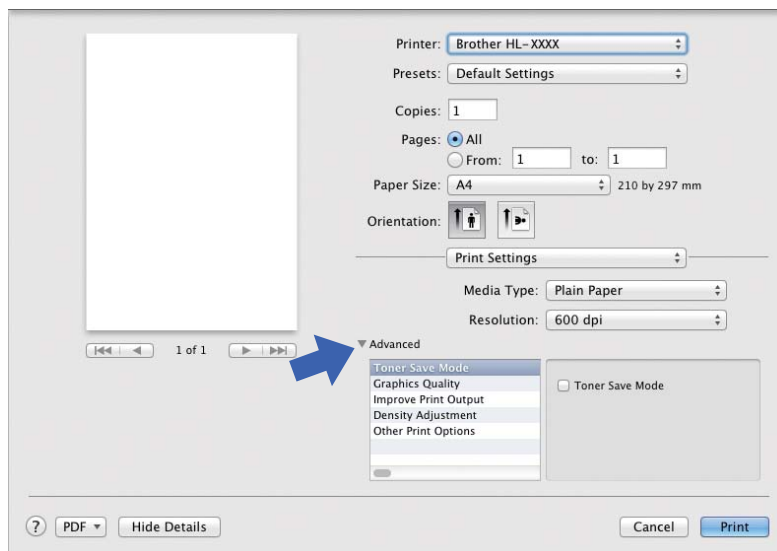 Printer: Brother HL-XXXX
Presets: Default Settings
Copies: 1
Pages: All
From: 1 to: 1
Paper Size: A4 210 by 297 mm
Orientation:
Print Settings
Media Type: Plain Paper
Resolution: 600 dpi
1 of 1
Advanced
Toner Save Mode
Graphics Quality
Improve Print Output
Density Adjustment
Other Print Options
Toner Save Mode
? PDF Hide Details Cancel Print